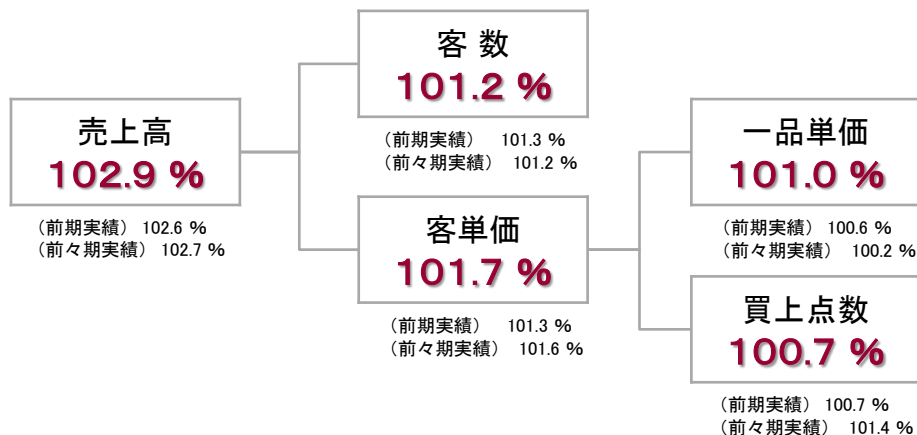 売上高
102.9 %
(前期実績) 102.6 %
(前々期実績) 102.7 %
客 数
101.2 %
(前期実績) 101.3 %
(前々期実績) 101.2 %
客単価
101.7 %
(前期実績) 101.3 %
(前々期実績) 101.6 %
一品単価
101.0 %
(前期実績) 100.6 %
(前々期実績) 100.2 %
買上点数
100.7 %
(前期実績) 100.7 %
(前々期実績) 101.4 %